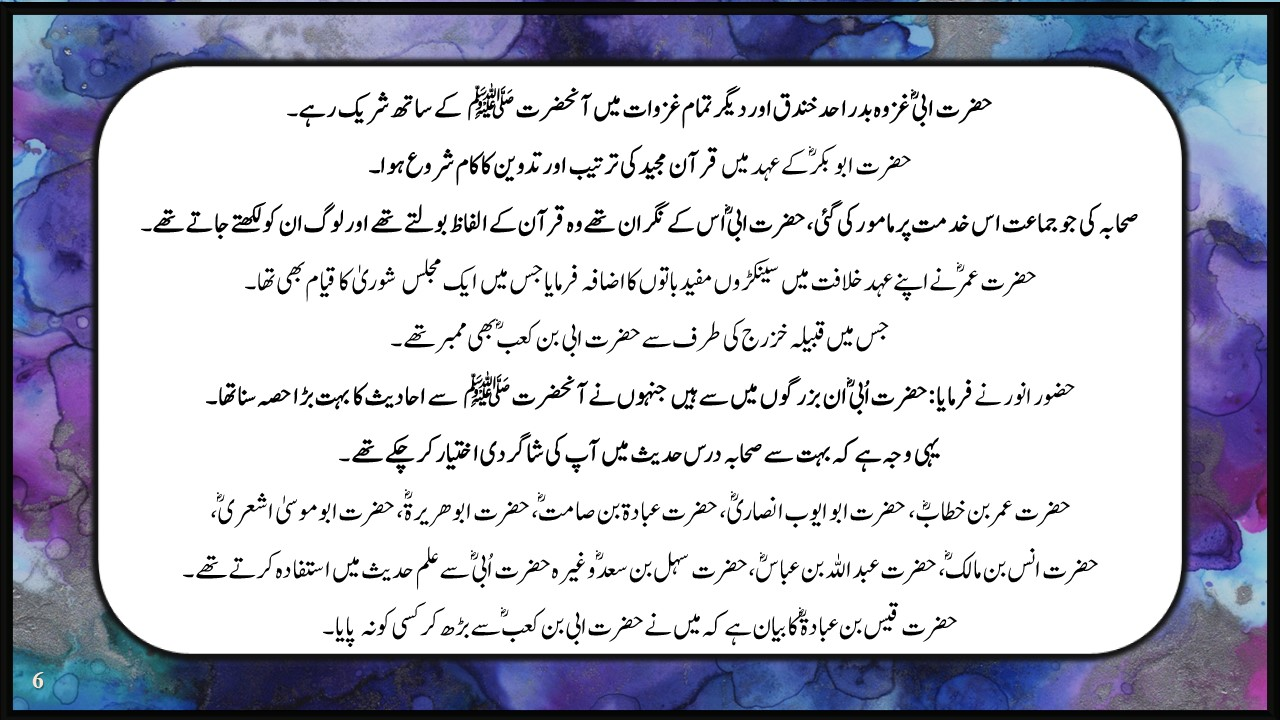 حضرت ابیؓ غزوہ بدر احد خندق اور دیگر تمام غزوات میں آنحضرت ﷺ کے ساتھ شریک رہے۔
حضرت ابو بکرؓ کے عہد میں قرآن مجید کی ترتیب اور تدوین کا کام شروع ہوا۔
صحابہ کی جو جماعت اس خدمت پر مامور کی گئی، حضرت ابیؓ اس کے نگران تھے وہ قرآن کے الفاظ بولتے تھے اور لوگ ان کو لکھتے جاتے تھے۔
حضرت عمرؓ نے اپنے عہد خلافت میں سینکڑوں مفید باتوں کا اضافہ فرمایا جس میں ایک مجلس شوریٰ کا قیام بھی تھا۔
جس میں قبیلہ خزرج کی طرف سے حضرت ابی بن کعبؓ بھی ممبر تھے۔
حضور انور نے فرمایا: حضرت اُبیؓ ان بزرگوں میں سے ہیں جنہوں نے آنحضرت ﷺ سے احادیث کا بہت بڑا حصہ سنا تھا۔
یہی وجہ ہے کہ بہت سے صحابہ درس حدیث میں آپ کی شاگردی اختیار کر چکے تھے۔
حضرت عمر بن خطابؓ، حضرت ابو ایوب انصاریؓ، حضرت عبادۃ بن صامتؓ، حضرت ابوھریرۃؓ، حضرت ابوموسیٰ اشعریؓ،
حضرت انس بن مالکؓ، حضرت عبد اللہ بن عباسؓ، حضرت سہل بن سعدؓ وغیرہ حضرت اُبیؓ سے علم حدیث میں استفادہ کرتے تھے۔
حضرت قیس بن عبادۃؓ کا بیان ہے کہ میں نے حضرت ابی بن کعبؓ سے بڑھ کر کسی کو نہ پایا۔
6